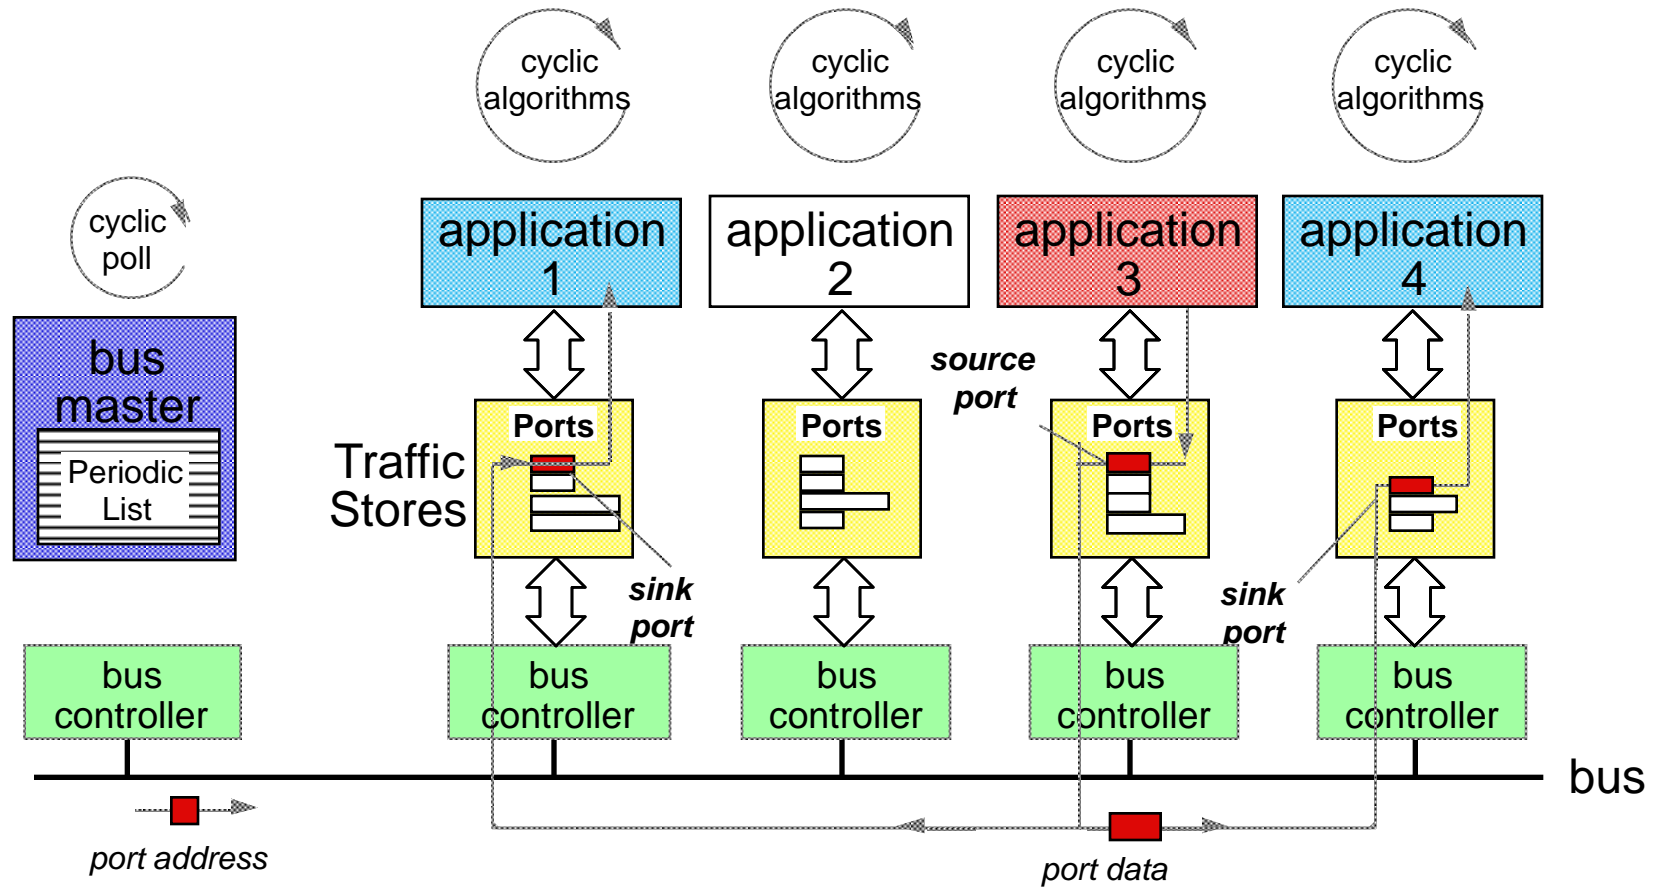 cyclic
algorithms
cyclic
algorithms
cyclic
algorithms
cyclic
algorithms
cyclic
poll
application
1
application
2
application
3
application
4
bus
master
Periodic
List
source
port
Traffic
Stores
Ports
Ports
Ports
Ports
sink
port
sink
port
bus
controller
bus
controller
bus
controller
bus
controller
bus
controller
bus
port address
port data